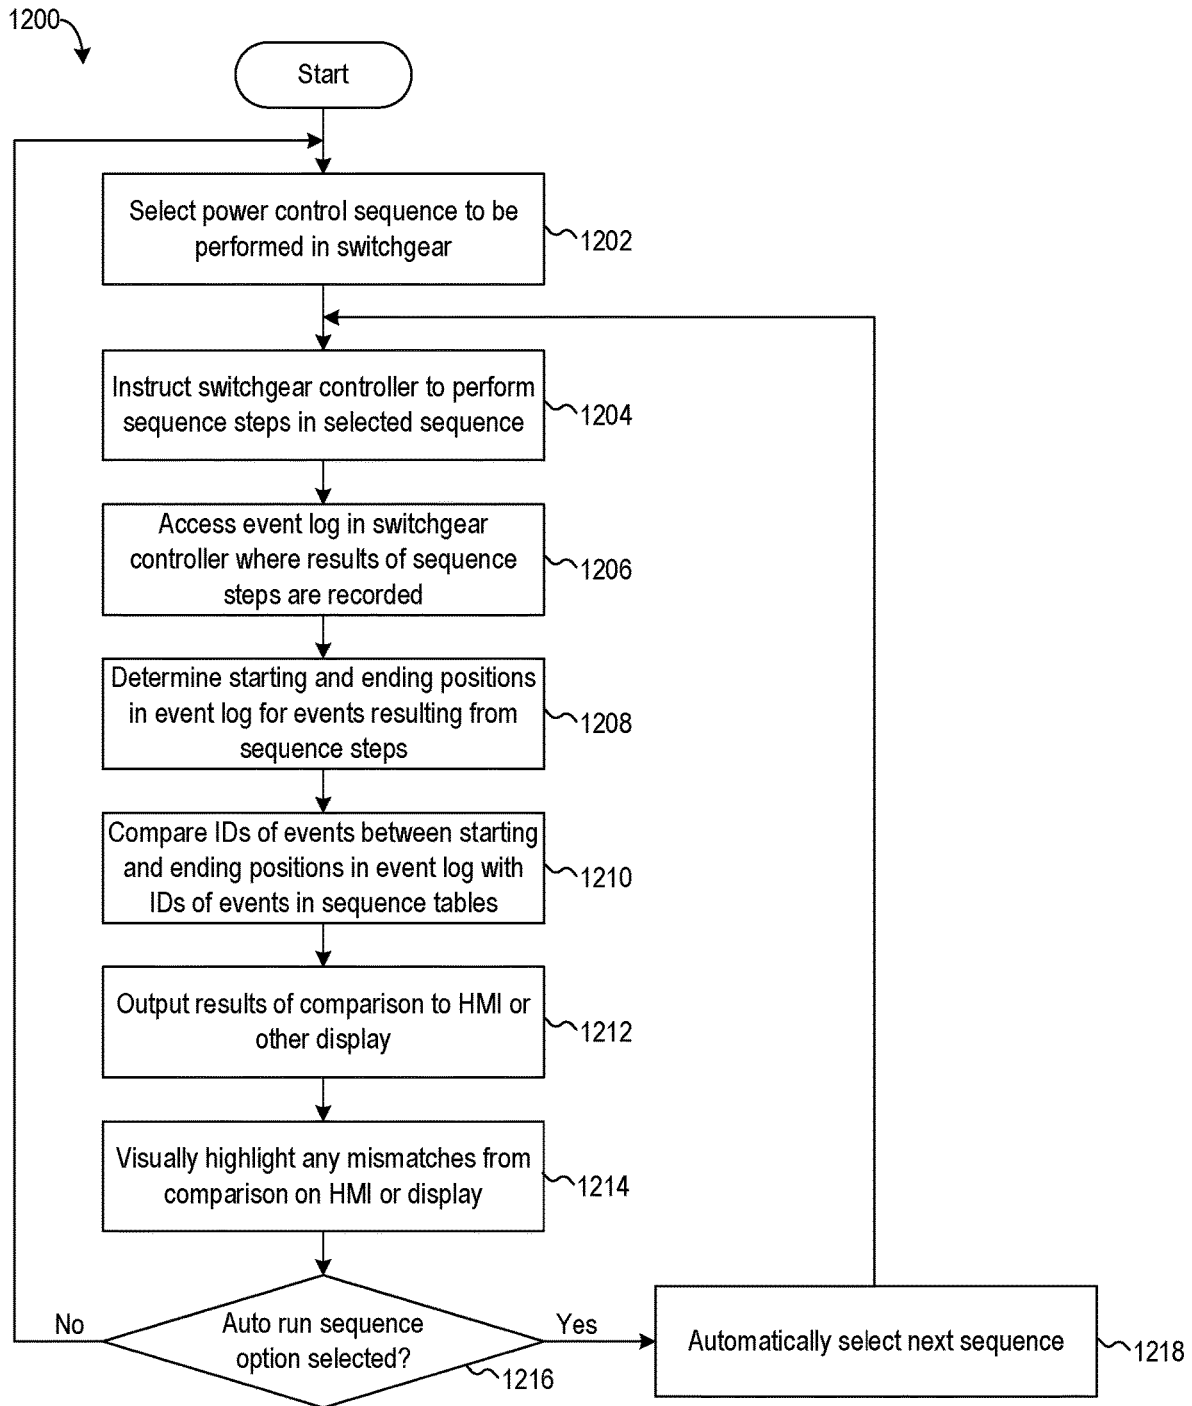 1200
Start
Select power control sequence to be
performed in switchgear
1202
Instruct switchgear controller to perform
sequence steps in selected sequence
1204
Access event log in switchgear
controller where results of sequence
steps are recorded
1206
Determine starting and ending positions
in event log for events resulting from
sequence steps
1208
Compare IDs of events between starting
and ending positions in event log with
IDs of events in sequence tables
1210
Output results of comparison to HMI or
other display
1212
Visually highlight any mismatches from
comparison on HMI or display
1214
No
Auto run sequence
option selected?
Yes
1216
Automatically select next sequence
1218